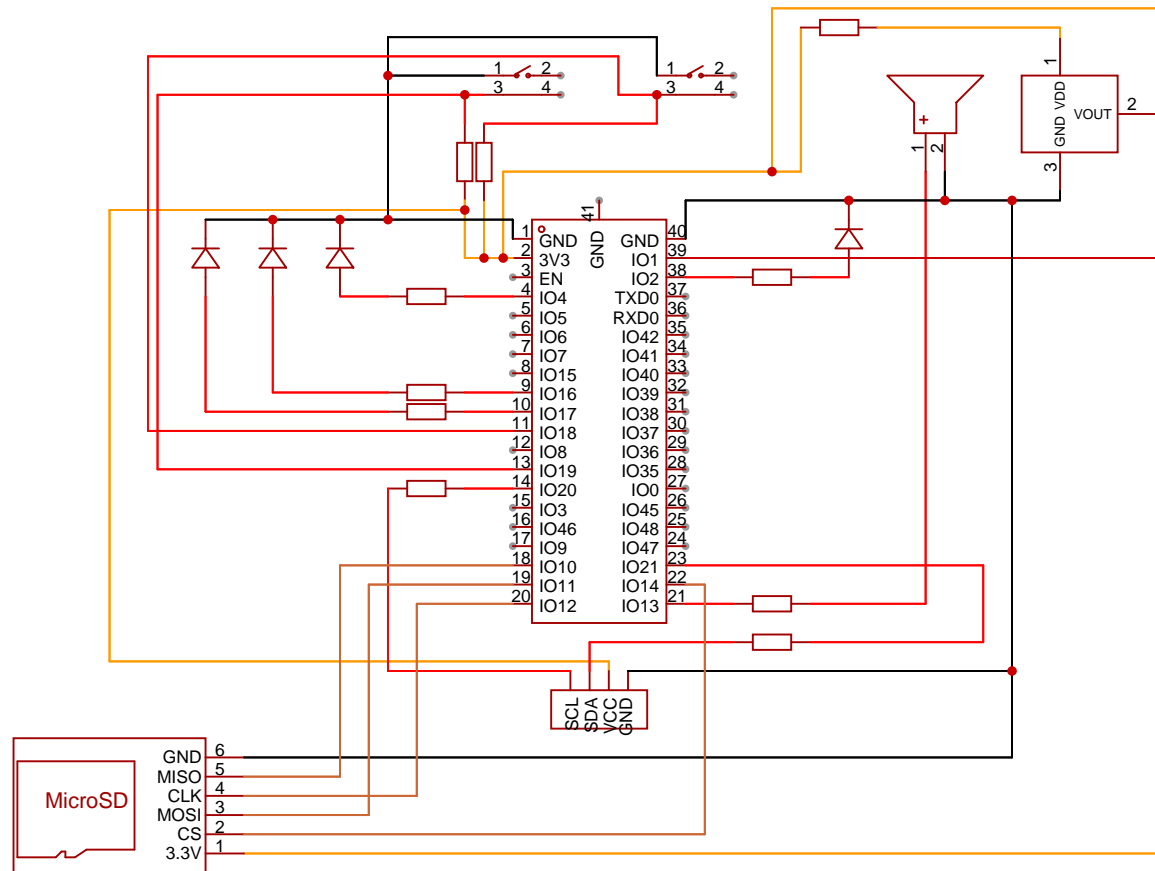 1 2
3 4
1 2
3 4
+
1
2
1
GND VDD
VOUT
2
3
41
GND
1 GND
2 3V3
3 EN
4 IO4
5 IO5
6 IO6
7 IO7
8 IO15
9 IO16
10 IO17
11 IO18
12 IO8
13 IO19
14 IO20
15 IO3
16 IO46
17 IO9
18 IO10
19 IO11
20 IO12
GND 40
IO1 39
IO2 38
TXD0 37
RXD0 36
IO42 35
IO41 34
IO40 33
IO39 32
IO38 31
IO37 30
IO36 29
IO35 28
IO0 27
IO45 26
IO48 25
IO47 24
IO21 23
IO14 22
IO13 21
SCL
SDA
VCC
GND
MicroSD
GND 6
MISO 5
CLK 4
MOSI 3
CS 2
3.3V 1